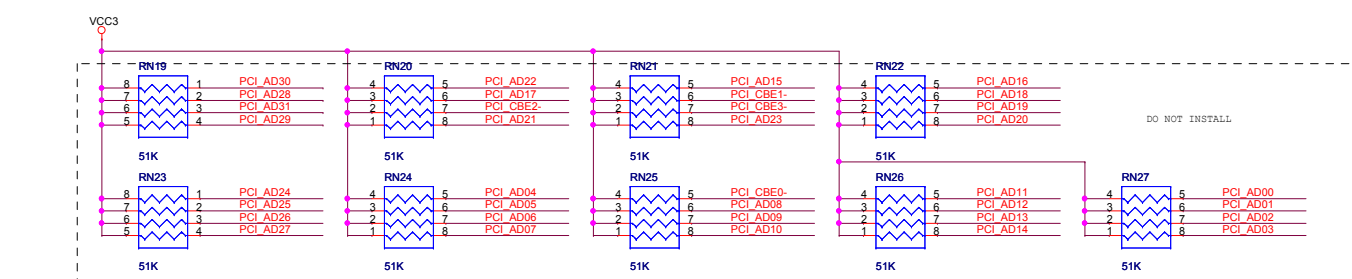 VCC3
RN19 RN20 RN21 RN22
8 1 PCI_AD30 4 5 PCI_AD22 4 5 PCI_AD15 4 5 PCI_AD16
7 2 PCI_AD28 3 6 PCI_AD17 3 6 PCI_CBE1- 3 6 PCI_AD18
6 3 PCI_AD31 2 7 PCI_CBE2- 2 7 PCI_CBE3- 2 7 PCI_AD19
5 4 PCI_AD29 1 8 PCI_AD21 1 8 PCI_AD23 1 8 PCI_AD20
DO NOT INSTALL
51K 51K 51K 51K
RN23 RN24 RN25 RN26 RN27
8 1 PCI_AD24 4 5 PCI_AD04 4 5 PCI_CBE0- 4 5 PCI_AD11 4 5 PCI_AD00
7 2 PCI_AD25 3 6 PCI_AD05 3 6 PCI_AD08 3 6 PCI_AD12 3 6 PCI_AD01
6 3 PCI_AD26 2 7 PCI_AD06 2 7 PCI_AD09 2 7 PCI_AD13 2 7 PCI_AD02
5 4 PCI_AD27 1 8 PCI_AD07 1 8 PCI_AD10 1 8 PCI_AD14 1 8 PCI_AD03
51K 51K 51K 51K 51K